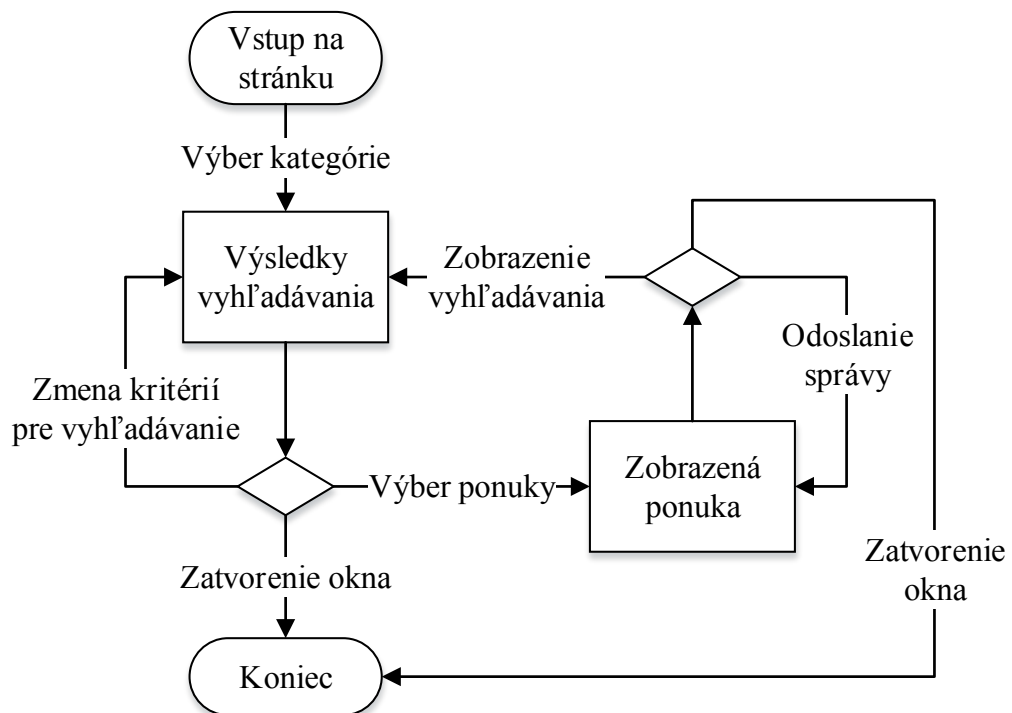 Vstup na
stránku
Výber kategórie
Výsledky
vyhľadávania
Zobrazenie
vyhľadávania
Odoslanie
správy
Zmena kritérií
pre vyhľadávanie
Výber ponuky
Zobrazená
ponuka
Zatvorenie okna
Zatvorenie
okna
Koniec